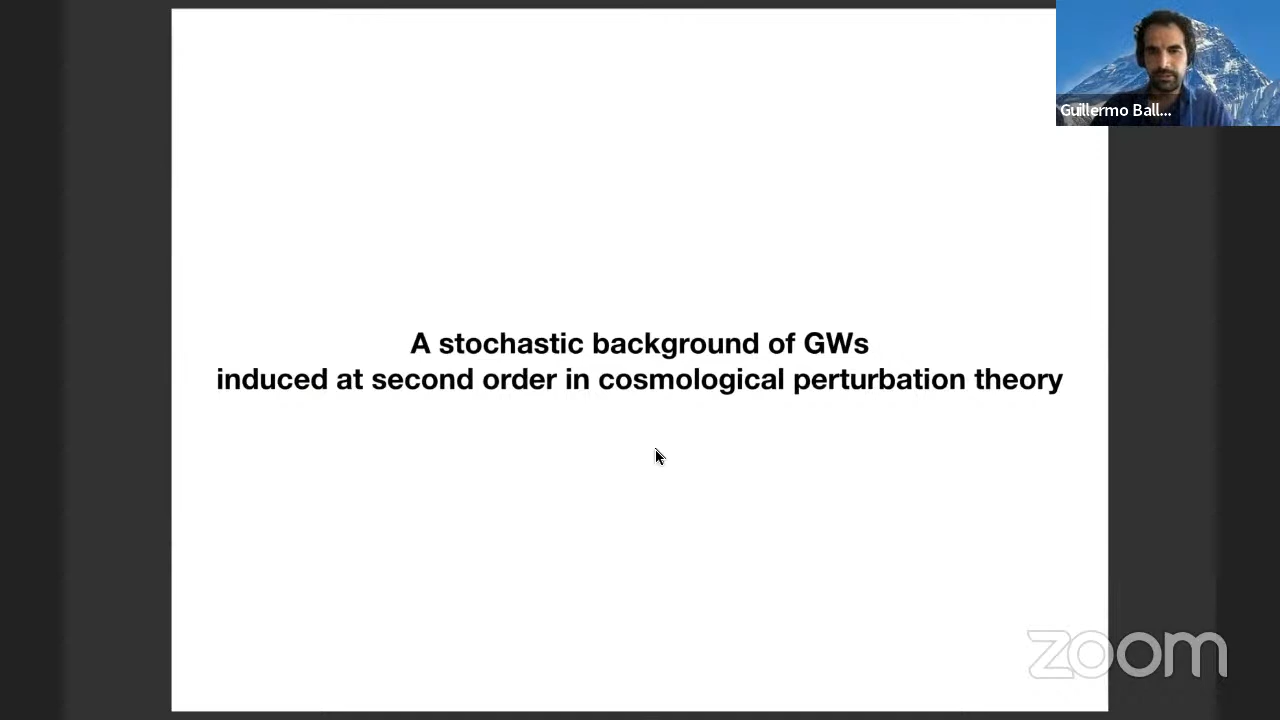 Guillermo Ball...
A stochastic background of GWs
induced at second order in cosmological perturbation theory
zoom